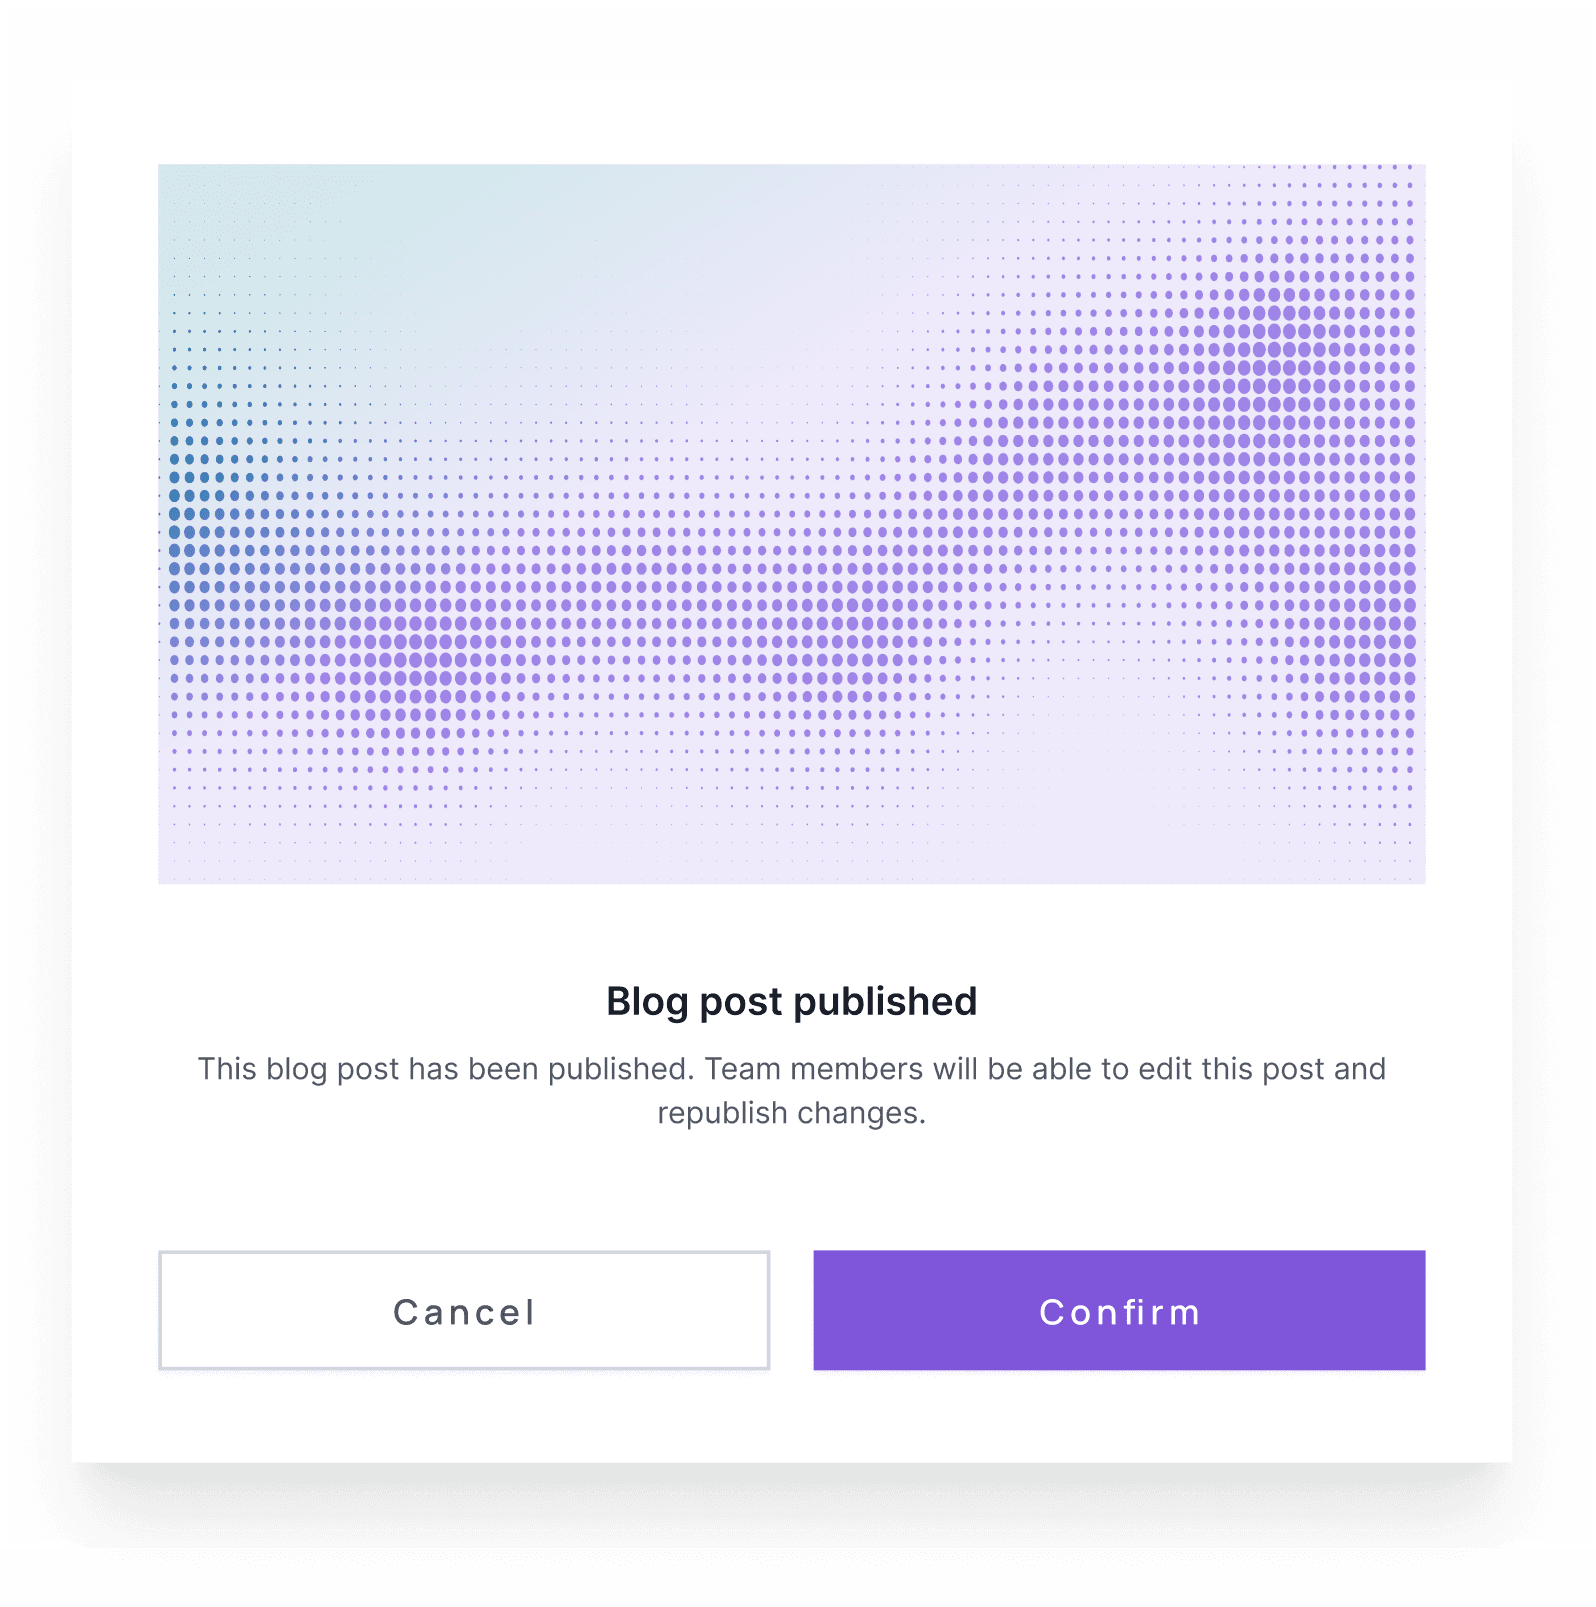 Blog post published
This blog post has been published. Team members will be able to edit this post and
republish changes.
Cancel
Confirm